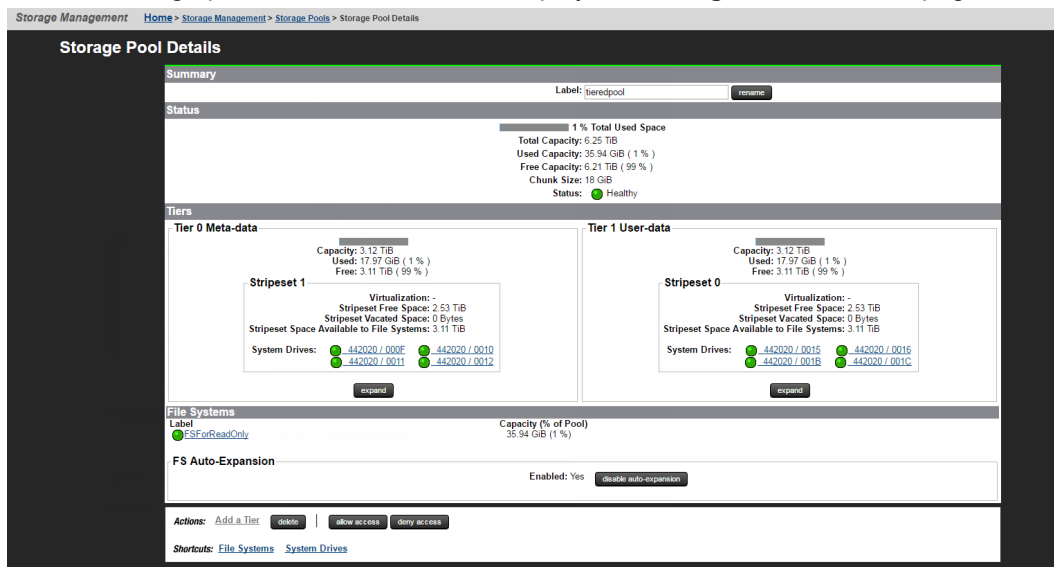 Storage Management Home > Storage Management > Storage Pools > Storage Pool Details
Storage Pool Details
Summary
Label: tieredpool rename
Status
1 % Total Used Space
Total Capacity: 6.25 TiB
Used Capacity: 35.94 GiB ( 1 % )
Free Capacity: 6.21 TiB ( 99 % )
Chunk Size: 18 GiB
Status: Healthy
Tiers
Tier 0 Meta-data
Capacity: 3.12 TiB
Used: 17.97 GiB ( 1 % )
Free: 3.11 TiB ( 99 % )
Stripeset 1
Virtualization: -
Stripeset Free Space: 2.53 TiB
Stripeset Vacated Space: 0 Bytes
Stripeset Space Available to File Systems: 3.11 TiB
System Drives: 442020 / 000F 442020 / 0010
442020 / 0011 442020 / 0012
expand
Tier 1 User-data
Capacity: 3.12 TiB
Used: 17.97 GiB ( 1 % )
Free: 3.11 TiB ( 99 % )
Stripeset 0
Virtualization: -
Stripeset Free Space: 2.53 TiB
Stripeset Vacated Space: 0 Bytes
Stripeset Space Available to File Systems: 3.11 TiB
System Drives: 442020 / 0015 442020 / 0016
442020 / 001B 442020 / 001C
expand
File Systems
Label Capacity (% of Pool)
FSForReadOnly 35.94 GiB (1 %)
FS Auto-Expansion
Enabled: Yes disable auto-expansion
Actions: Add a Tier delete | allow access deny access
Shortcuts: File Systems System Drives